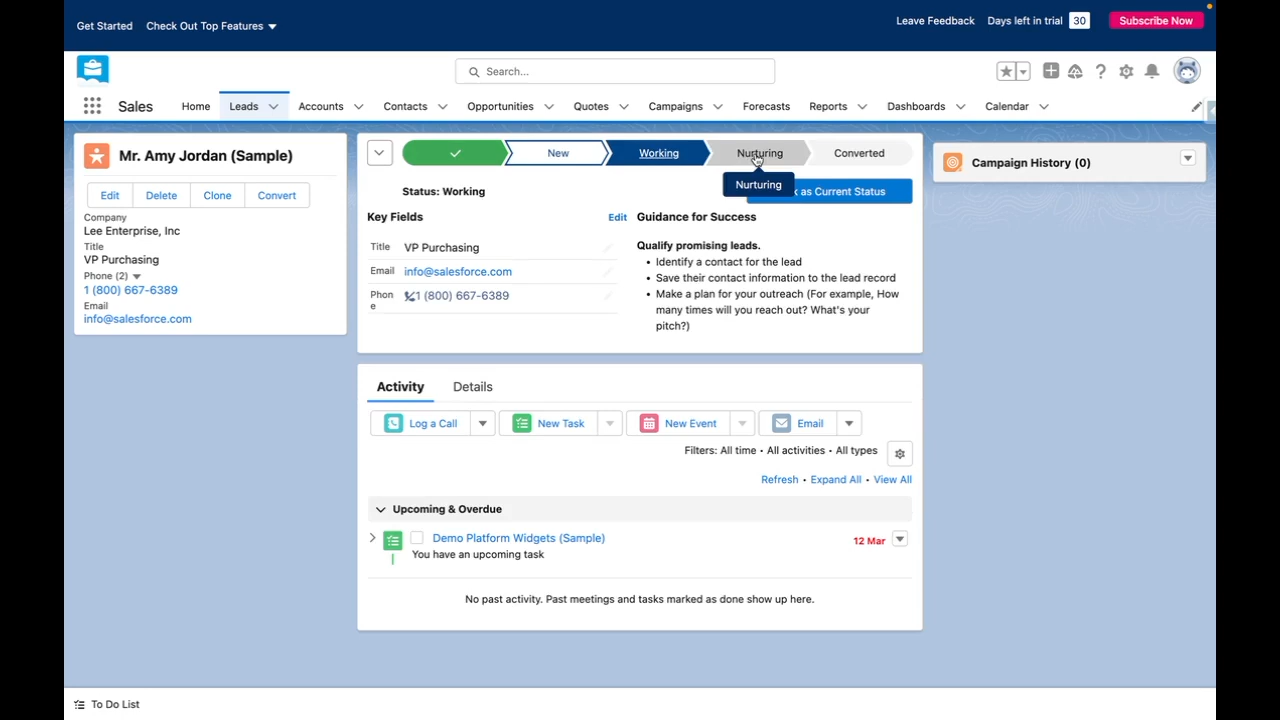 Get Started
Check Out Top Features
Leave Feedback
Days left in trial
30
Subscribe Now
Search...
Sales
Home
Leads
Accounts
Contacts
Opportunities
Quotes
Campaigns
Forecasts
Reports
Dashboards
Calendar
Mr. Amy Jordan (Sample)
Edit
Delete
Clone
Convert
Company
Lee Enterprise, Inc
Title
VP Purchasing
Phone (2)
1 (800) 667-6389
Email
info@salesforce.com
New
Working
Nurturing
Converted
Status: Working
Nurturing
as Current Status
Key Fields
Edit
Title
VP Purchasing
Email
info@salesforce.com
Phon
e
1 (800) 667-6389
Guidance for Success
Qualify promising leads.
• Identify a contact for the lead
• Save their contact information to the lead record
• Make a plan for your outreach (For example, How
many times will you reach out? What's your
pitch?)
Activity
Details
Log a Call
New Task
New Event
Email
Filters: All time • All activities • All types
Refresh • Expand All • View All
Upcoming & Overdue
Demo Platform Widgets (Sample)
12 Mar
You have an upcoming task
No past activity. Past meetings and tasks marked as done show up here.
Campaign History (0)
To Do List